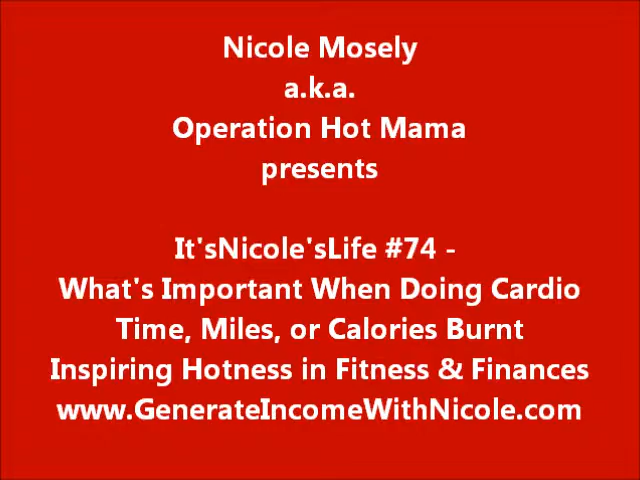 Nicole Mosely
a.k.a.
Operation Hot Mama
presents
It'sNicole'sLife #74 -
What's Important When Doing Cardio
Time, Miles, or Calories Burnt
Inspiring Hotness in Fitness & Finances
www.GenerateIncomeWithNicole.com